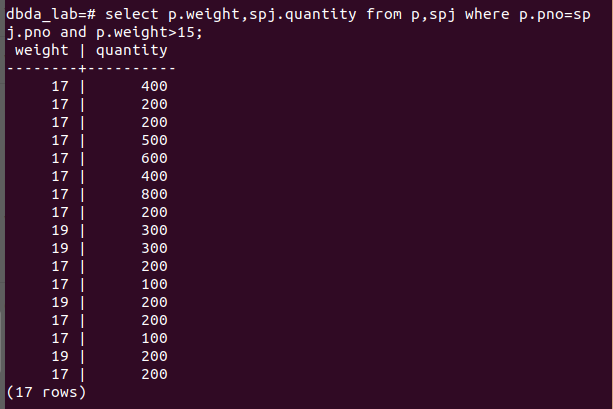 dbda_lab=# select p.weight,spj.quantity from p,spj where p.pno=sp
j.pno and p.weight>15;
 weight | quantity
--------+----------
     17 |      400
     17 |      200
     17 |      200
     17 |      500
     17 |      600
     17 |      400
     17 |      800
     17 |      200
     19 |      300
     19 |      300
     17 |      200
     17 |      100
     19 |      200
     17 |      200
     17 |      100
     19 |      200
     17 |      200
(17 rows)